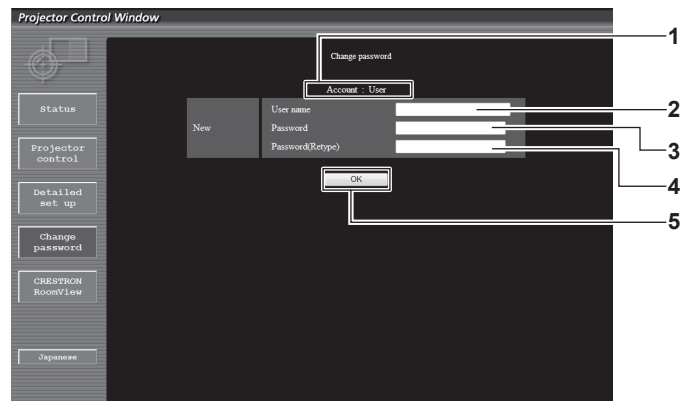 Projector Control Window
1
Change password
Account : User
Status
User name
2
New
Password
3
Password(Retype)
4
Projector
control
OK
Detailed
set up
5
Change
password
CRESTRON
RoomView
Japanese